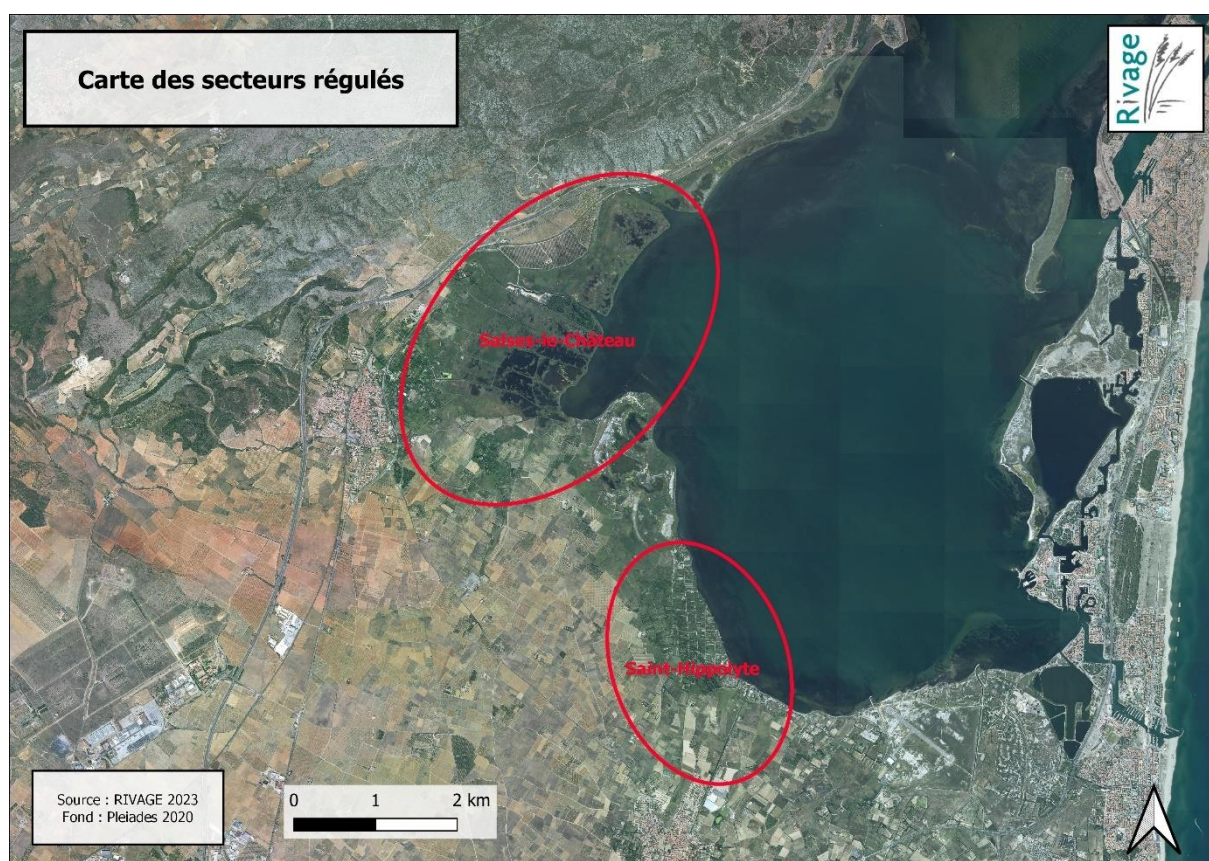 Carte des secteurs régulés
Rivage
Salses-le-Château
Saint-Hippolyte
Source : RIVAGE 2023
Fond : Pleiades 2020
0 1 2 km